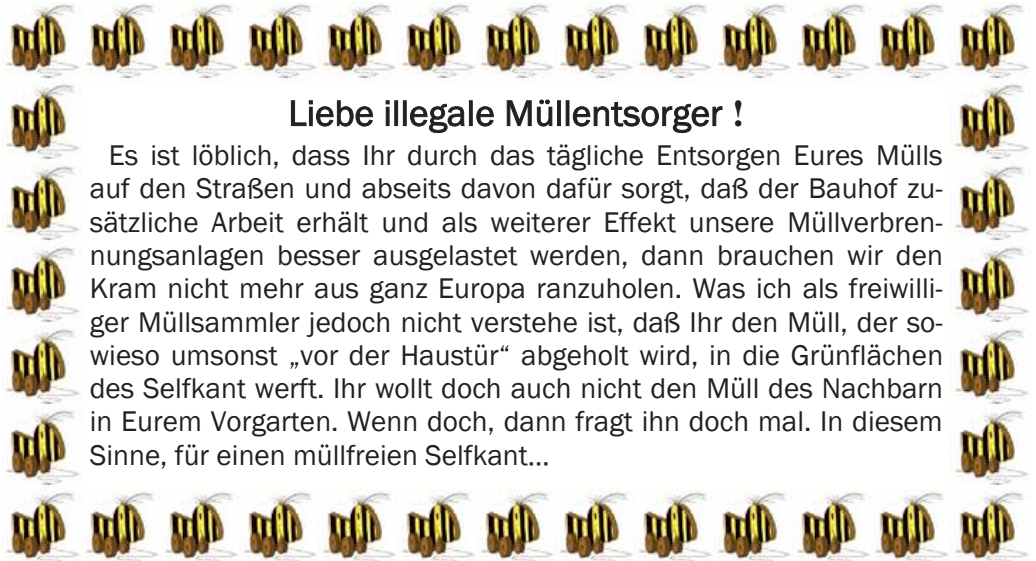 Liebe illegale Müllentsorger !
Es ist löblich, dass Ihr durch das tägliche Entsorgen Eures Mülls
auf den Straßen und abseits davon dafür sorgt, daß der Bauhof zu-
sätzliche Arbeit erhält und als weiterer Effekt unsere Müllverbren-
nungsanlagen besser ausgelastet werden, dann brauchen wir den
Kram nicht mehr aus ganz Europa ranzuholen. Was ich als freiwilli-
ger Müllsammler jedoch nicht verstehe ist, daß Ihr den Müll, der so-
wieso umsonst „vor der Haustür“ abgeholt wird, in die Grünflächen
des Selfkant werft. Ihr wollt doch auch nicht den Müll des Nachbarn
in Eurem Vorgarten. Wenn doch, dann fragt ihn doch mal. In diesem
Sinne, für einen müllfreien Selfkant...